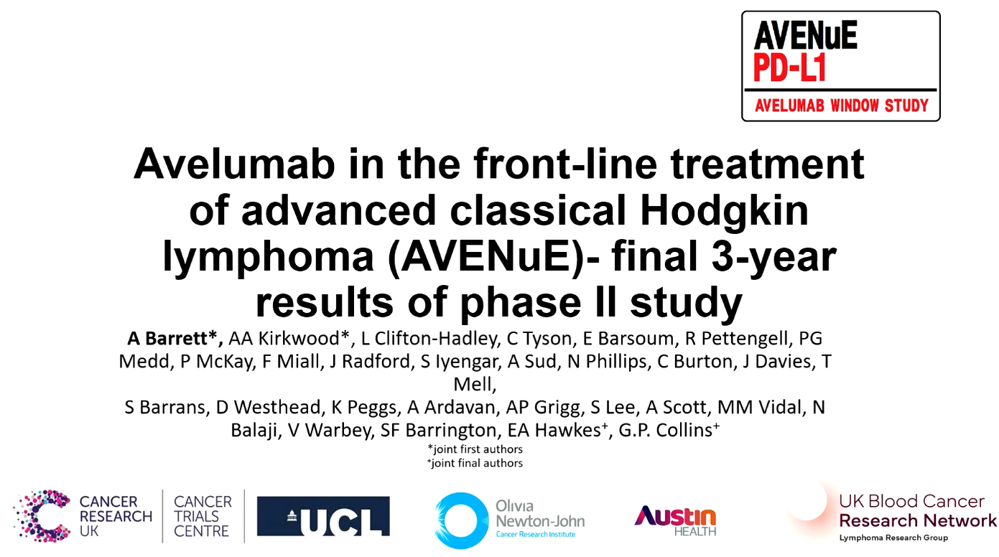 AVENuE
PD-L1
AVELUMAB WINDOW STUDY
Avelumab in the front-line treatment
of advanced classical Hodgkin
lymphoma (AVENuE)- final 3-year
results of phase II study
A Barrett*, AA Kirkwood*, L Clifton-Hadley, C Tyson, E Barsoum, R Pettengell, PG
Medd, P McKay, F Miall, J Radford, S Iyengar, A Sud, N Phillips, C Burton, J Davies, T
Mell,
S Barrans, D Westhead, K Peggs, A Ardavan, AP Grigg, S Lee, A Scott, MM Vidal, N
Balaji, V Warbey, SF Barrington, EA Hawkes⁺, G.P. Collins⁺
*joint first authors
⁺joint final authors
CANCER
RESEARCH
UK
CANCER
TRIALS
CENTRE
UCL
Olivia
Newton-John
Cancer Research Institute
Austin
HEALTH
UK Blood Cancer
Research Network
Lymphoma Research Group